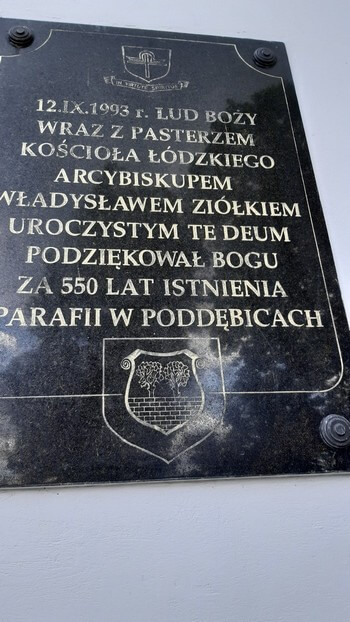 12.IX.1993 r. LUD BOŻY
WRAZ Z PASTERZEM
KOŚCIOŁA ŁÓDZKIEGO
ARCYBISKUPEM
WŁADYSŁAWEM ZIÓŁKIEM
UROCZYSTYM TE DEUM
PODZIĘKOWAŁ BOGU
ZA 550 LAT ISTNIENIA
PARAFII W PODDĘBICACH